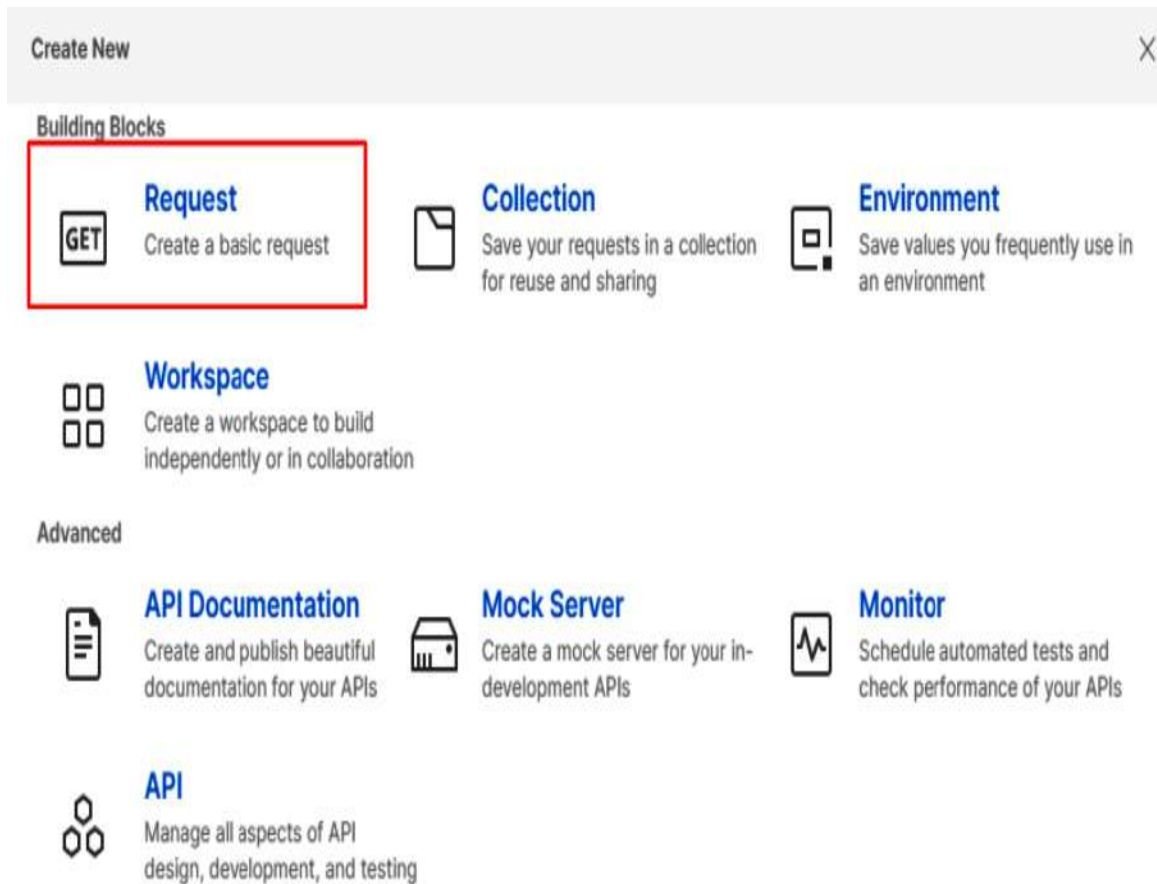 Create New
X
Building Blocks
GET
Request
Create a basic request
Collection
Save your requests in a collection
for reuse and sharing
Environment
Save values you frequently use in
an environment
Workspace
Create a workspace to build
independently or in collaboration
Advanced
API Documentation
Create and publish beautiful
documentation for your APIs
Mock Server
Create a mock server for your in-
development APIs
Monitor
Schedule automated tests and
check performance of your APIs
API
Manage all aspects of API
design, development, and testing